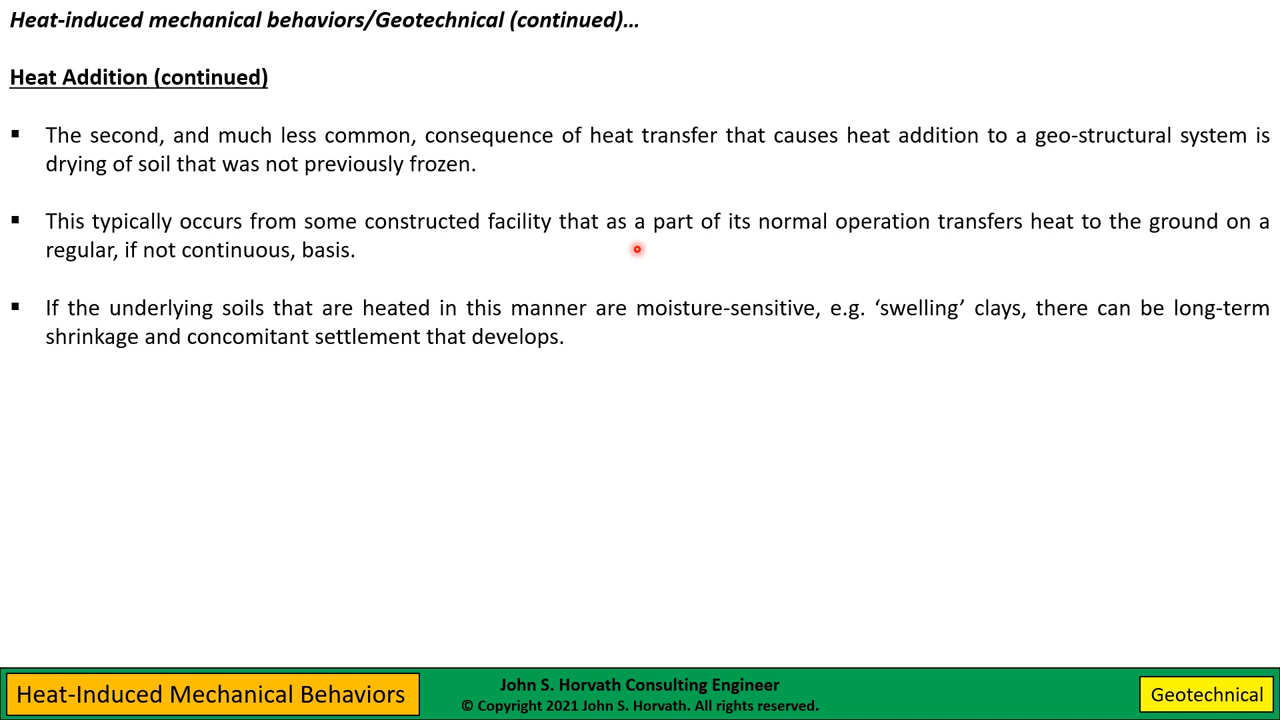 Heat-induced mechanical behaviors/Geotechnical (continued)…
Heat Addition (continued)
▪ The second, and much less common, consequence of heat transfer that causes heat addition to a geo-structural system is
drying of soil that was not previously frozen.
▪ This typically occurs from some constructed facility that as a part of its normal operation transfers heat to the ground on a
regular, if not continuous, basis.
▪ If the underlying soils that are heated in this manner are moisture-sensitive, e.g. ‘swelling’ clays, there can be long-term
shrinkage and concomitant settlement that develops.
Heat-Induced Mechanical Behaviors
John S. Horvath Consulting Engineer
© Copyright 2021 John S. Horvath. All rights reserved.
Geotechnical